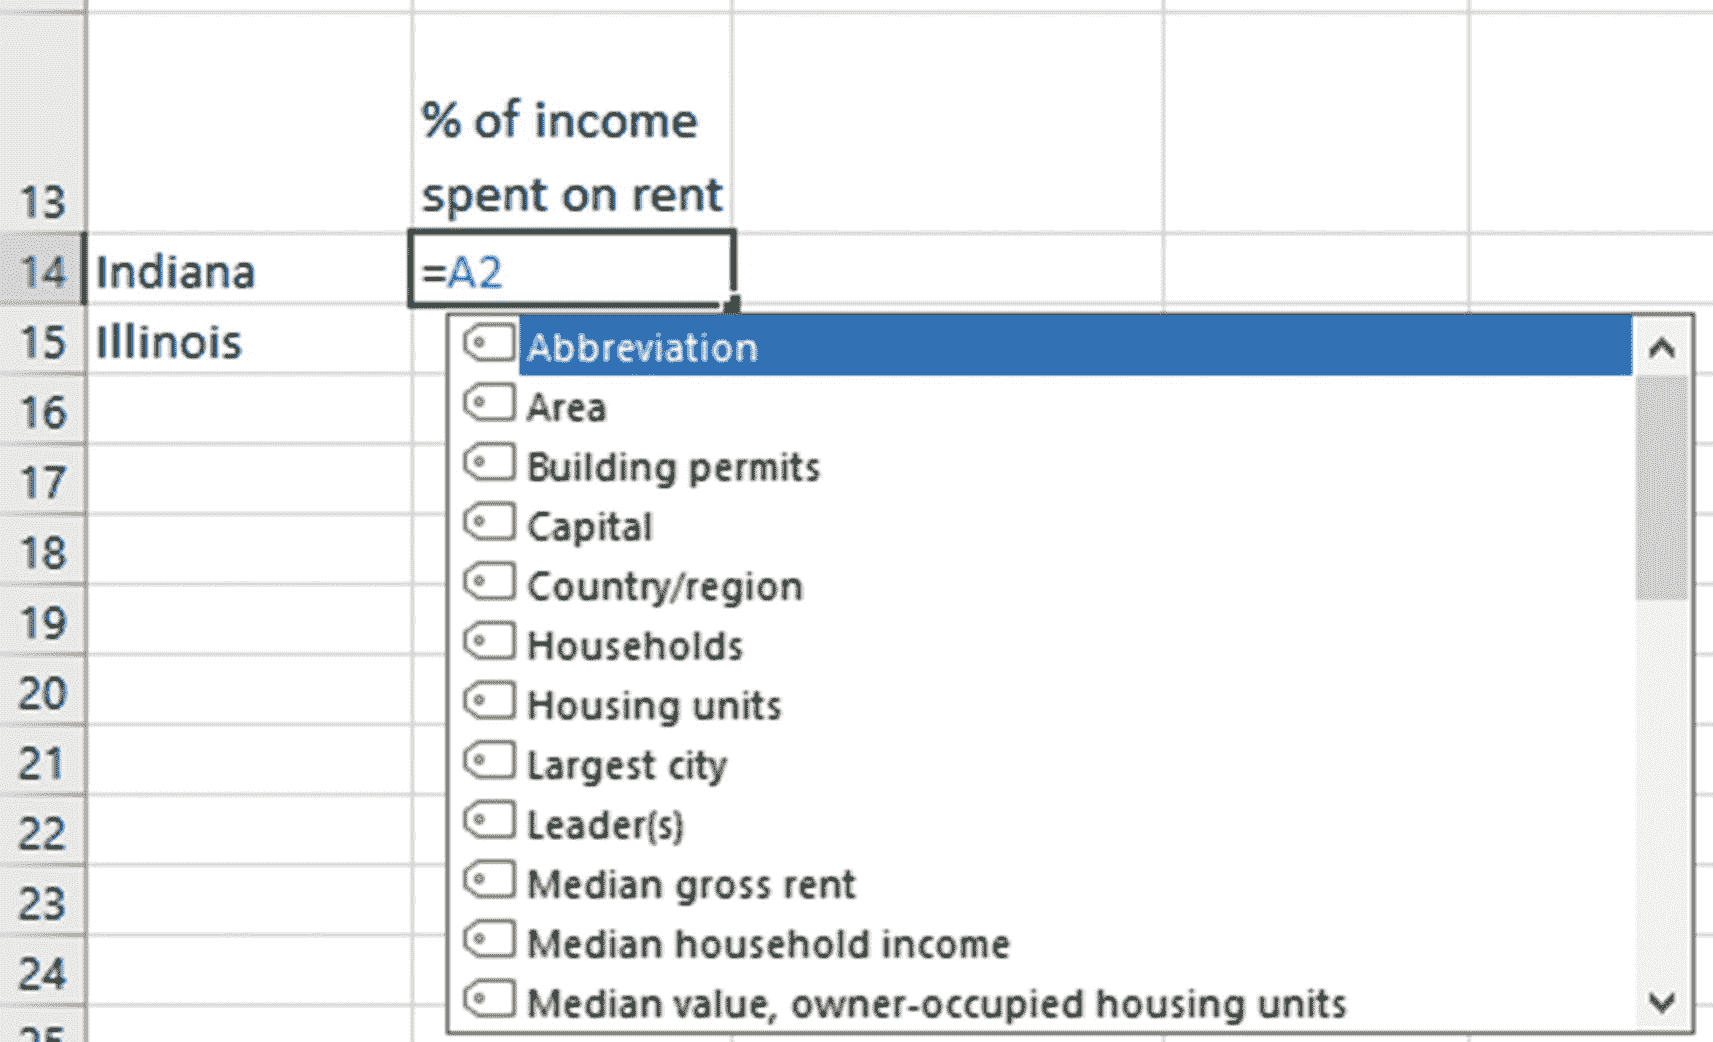 % of income
spent on rent
13
14 Indiana =A2
15 Illinois
Abbreviation
16 Area
17 Building permits
18 Capital
19 Country/region
Households
20 Housing units
21 Largest city
22 Leader(s)
23 Median gross rent
24 Median household income
25 Median value, owner-occupied housing units